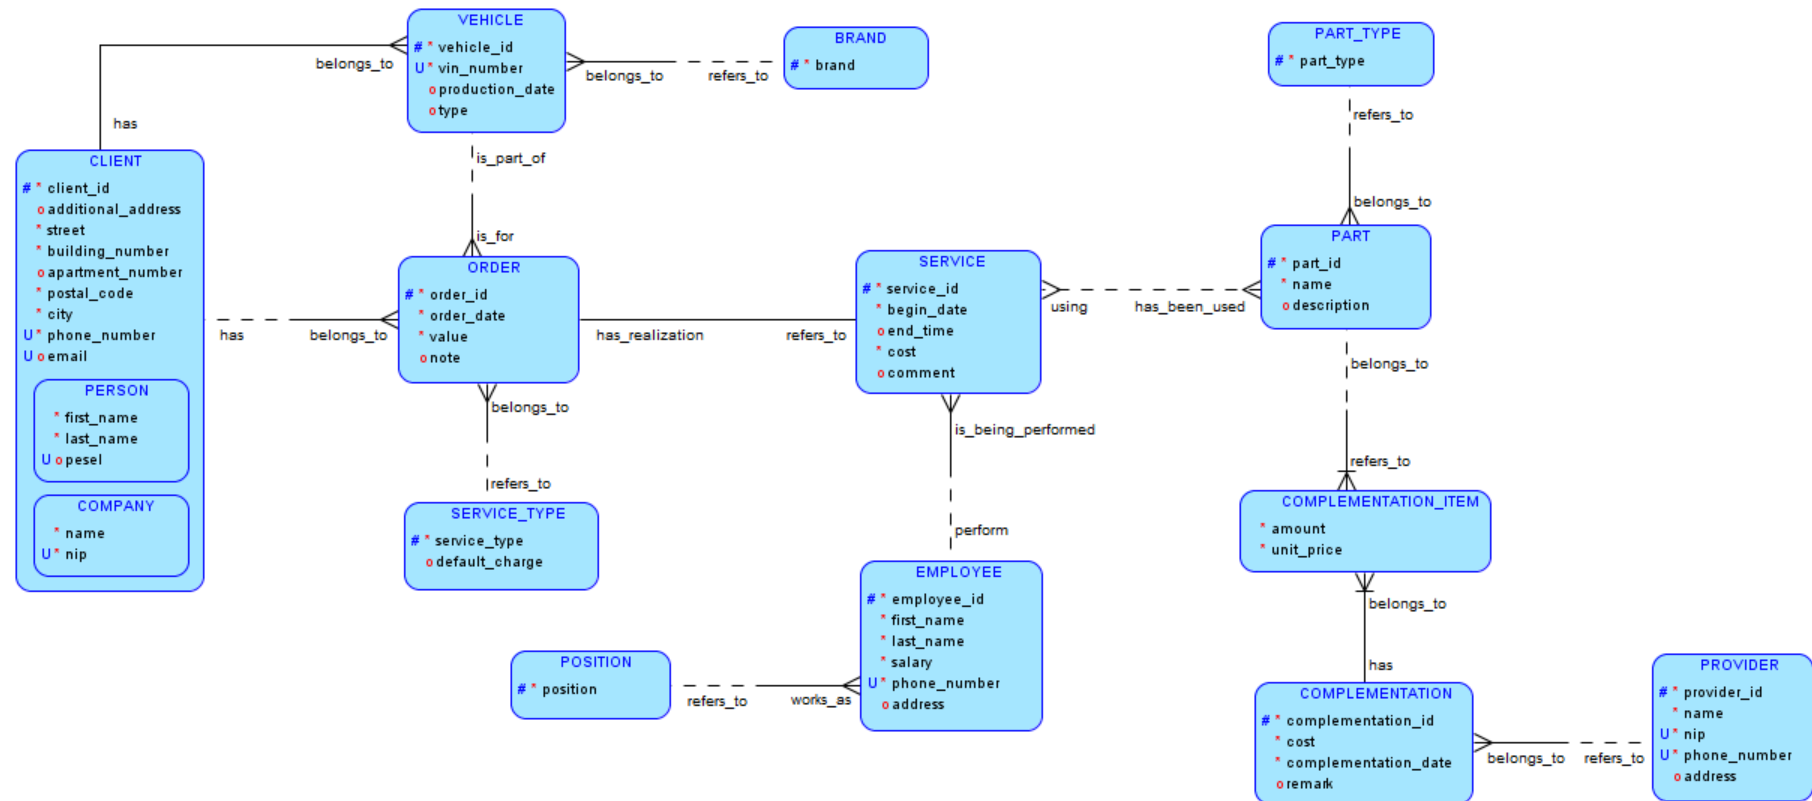 VEHICLE
# * vehicle_id
U * vin_number
o production_date
o type
belongs_to
has
belongs_to
refers_to
BRAND
# * brand
PART_TYPE
# * part_type
refers_to
belongs_to
is_part_of
is_for
CLIENT
# * client_id
o additional_address
* street
* building_number
o apartment_number
* postal_code
* city
U * phone_number
U o email
PERSON
* first_name
* last_name
U o pesel
COMPANY
* name
U * nip
has
belongs_to
ORDER
# * order_id
* order_date
* value
o note
has_realization
refers_to
SERVICE
# * service_id
* begin_date
o end_time
* cost
o comment
using
has_been_used
PART
# * part_id
* name
o description
belongs_to
refers_to
belongs_to
refers_to
SERVICE_TYPE
# * service_type
o default_charge
is_being_performed
perform
EMPLOYEE
# * employee_id
* first_name
* last_name
* salary
U * phone_number
o address
POSITION
# * position
refers_to
works_as
COMPLEMENTATION_ITEM
* amount
* unit_price
belongs_to
has
COMPLEMENTATION
# * complementation_id
* cost
* complementation_date
o remark
belongs_to
refers_to
PROVIDER
# * provider_id
* name
U * nip
U * phone_number
o address